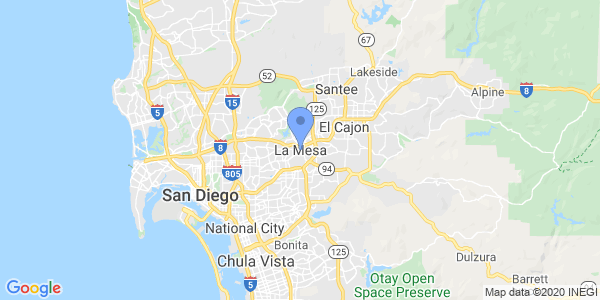 67
Lakeside
52
Santee
Alpine
8
5
15
125
El Cajon
8
La Mesa
805
94
San Diego
National City
Bonita
125
Dulzura
Chula Vista
5
Otay Open
Space Preserve
Barrett
Google
Map data ©2020 INEGI